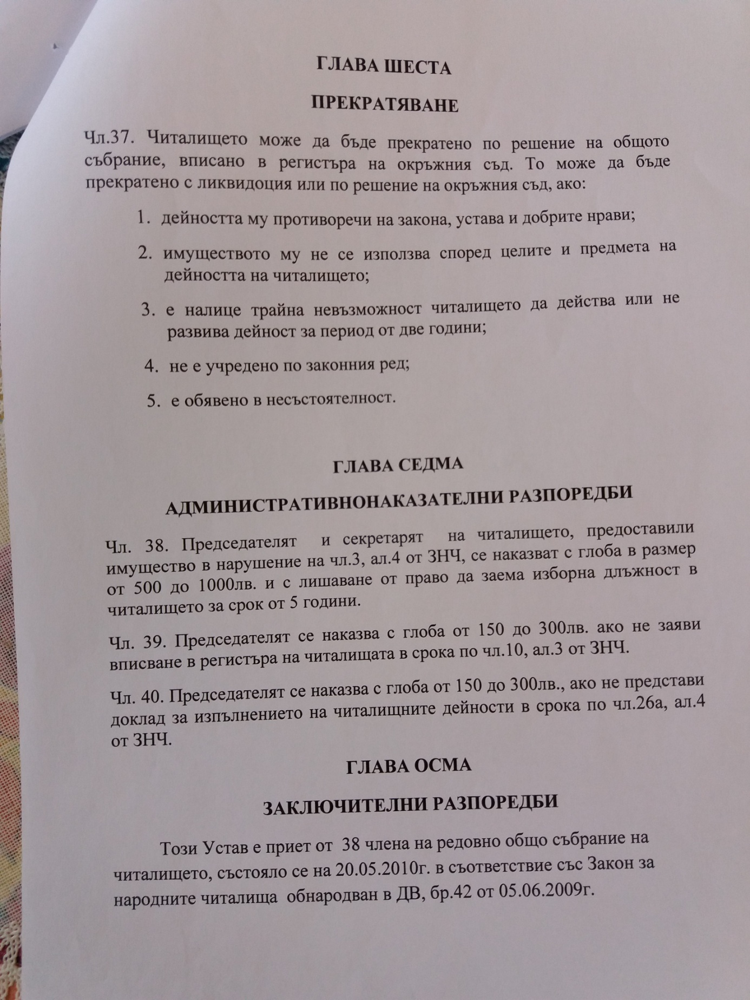 ГЛАВА ШЕСТА
ПРЕКРАТЯВАНЕ
Чл.37. Читалището може да бъде прекратено по решение на общото
събрание, вписано в регистъра на окръжния съд. То може да бъде
прекратено с ликвидоция или по решение на окръжния съд, ако:
1. дейността му противоречи на закона, устава и добрите нрави;
2. имуществото му не се използва според целите и предмета на
дейността на читалището;
3. е налице трайна невъзможност читалището да действа или не
развива дейност за период от две години;
4. не е учредено по законния ред;
5. е обявено в несъстоятелност.
ГЛАВА СЕДМА
АДМИНИСТРАТИВНОНАКАЗАТЕЛНИ РАЗПОРЕДБИ
Чл. 38. Председателят и секретарят на читалището, предоставили
имущество в нарушение на чл.3, ал.4 от ЗНЧ, се наказват с глоба в размер
от 500 до 1000лв. и с лишаване от право да заема изборна длъжност в
читалището за срок от 5 години.
Чл. 39. Председателят се наказва с глоба от 150 до 300лв. ако не заяви
вписване в регистъра на читалищата в срока по чл.10, ал.3 от ЗНЧ.
Чл. 40. Председателят се наказва с глоба от 150 до 300лв., ако не представи
доклад за изпълнението на читалищните дейности в срока по чл.26а, ал.4
от ЗНЧ.
ГЛАВА ОСМА
ЗАКЛЮЧИТЕЛНИ РАЗПОРЕДБИ
Този Устав е приет от 38 члена на редовно общо събрание на
читалището, състояло се на 20.05.2010г. в съответствие със Закон за
народните читалища обнародван в ДВ, бр.42 от 05.06.2009г.